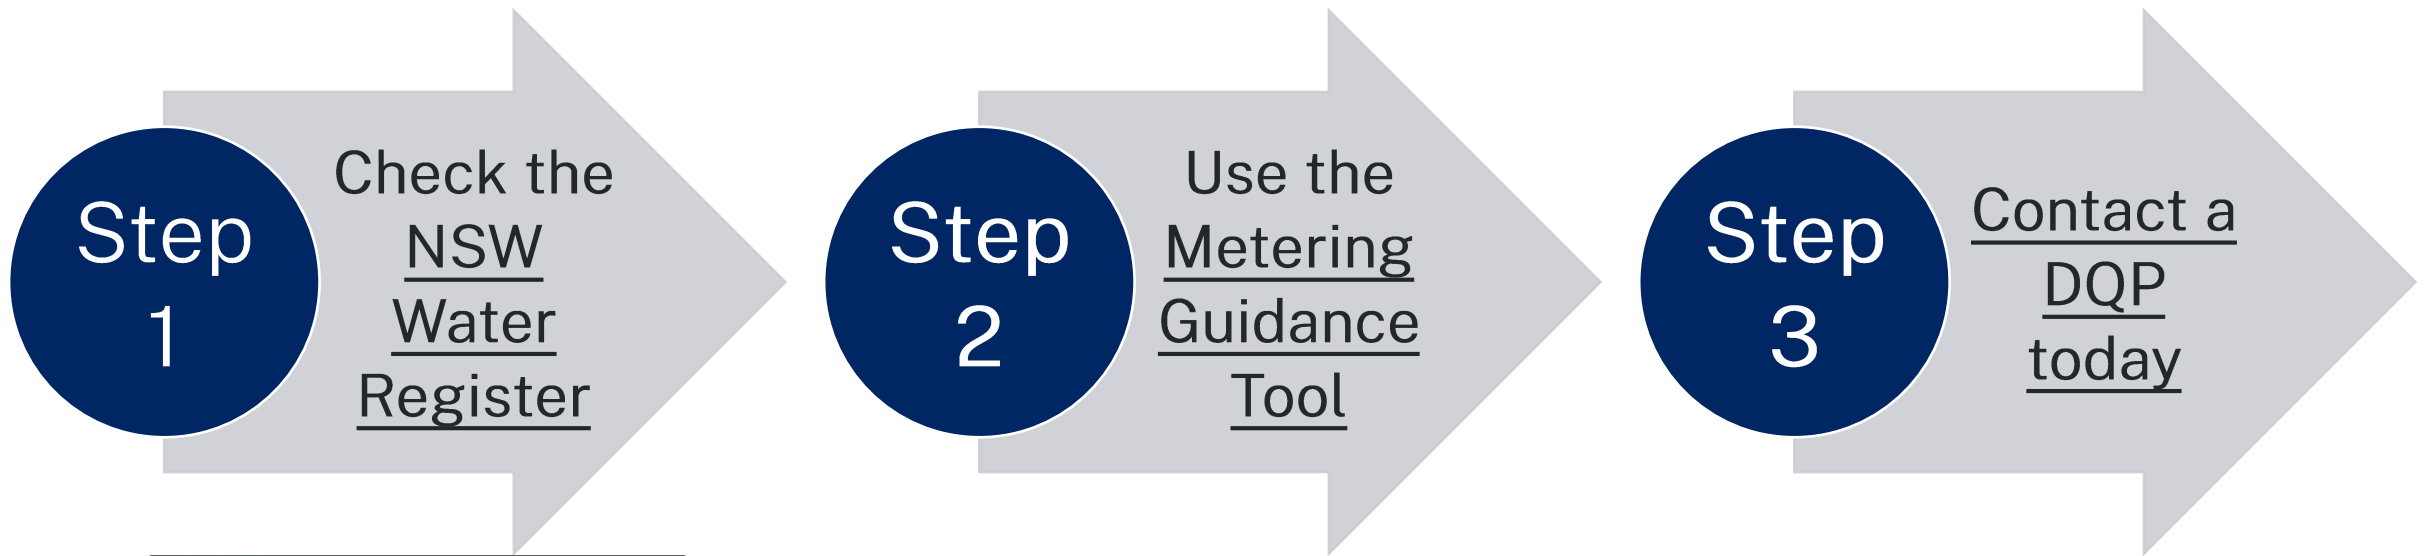 Step
1
Check the
NSW
Water
Register
Step
2
Use the
Metering
Guidance
Tool
Step
3
Contact a
DQP
today